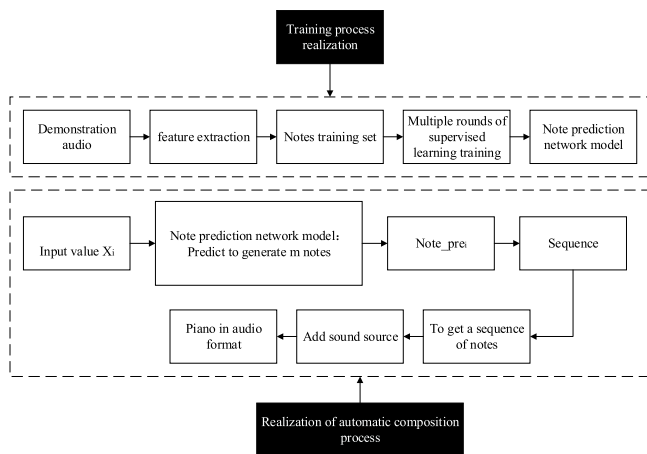 Training process
realization
Demonstration
audio
feature extraction
Notes training set
Multiple rounds of
supervised
learning training
Note prediction
network model
Input value Xᵢ
Note prediction network model：
Predict to generate m notes
Note_preᵢ
Sequence
Piano in audio
format
Add sound source
To get a sequence
of notes
Realization of automatic composition
process